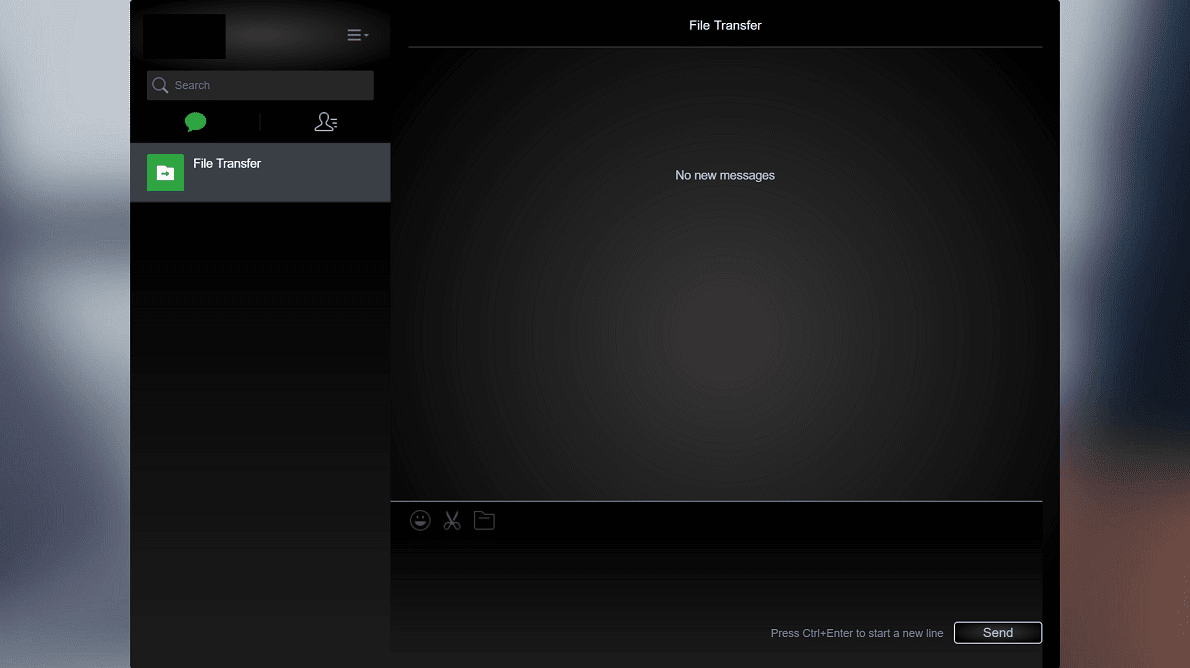 File Transfer
Search
File Transfer
No new messages
Press Ctrl+Enter to start a new line
Send